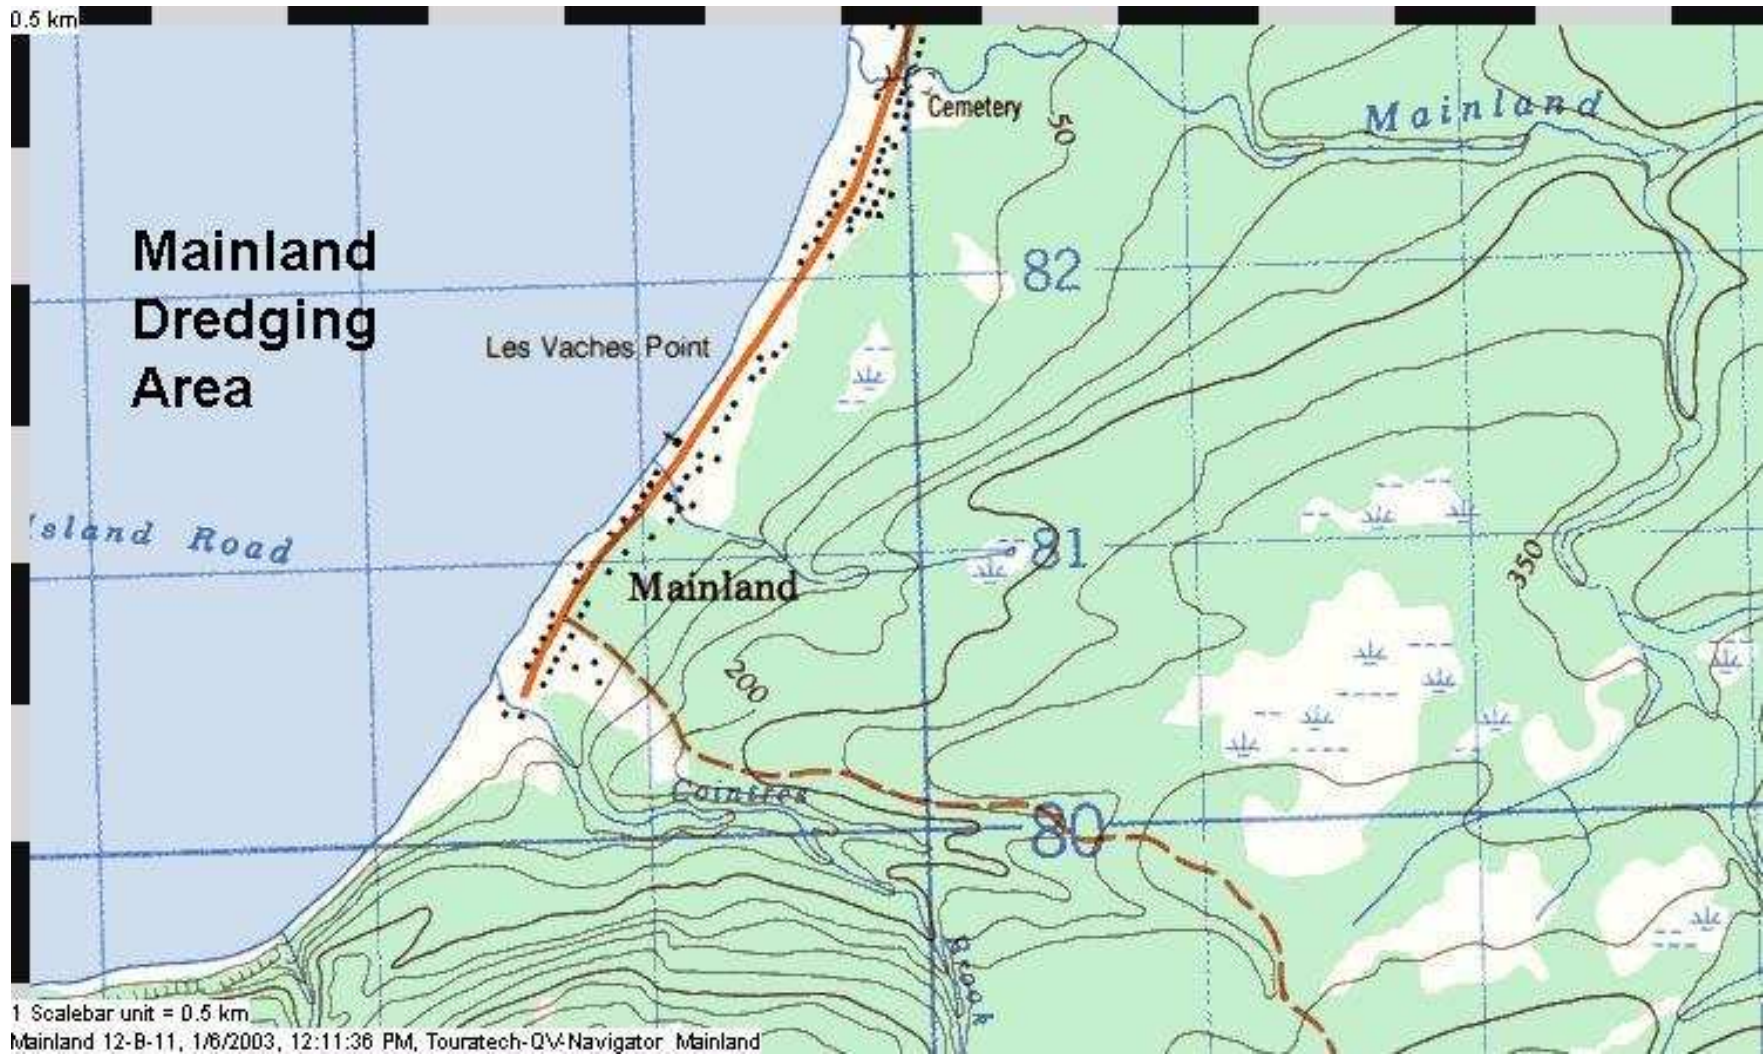 0.5 km
Cemetery
50
Mainland
Mainland
Dredging
Area
82
Les Vaches Point
Island Road
81
350
Mainland
200
Cointres
80
Brook
1 Scalebar unit = 0.5 km
Mainland 12-B-11, 1/6/2003, 12:11:36 PM, Touratech-QV-Navigator Mainland